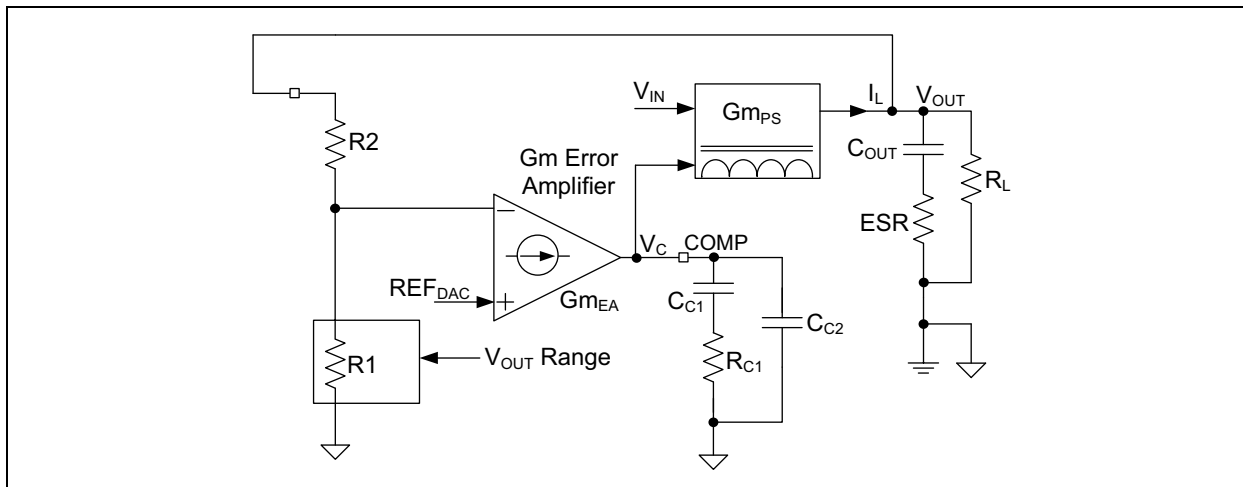 V_IN
Gm_PS
I_L
V_OUT
R2
Gm Error
Amplifier
C_OUT
R_L
ESR
−
V_C
COMP
REF_DAC
+
Gm_EA
C_C1
C_C2
R1
V_OUT Range
R_C1